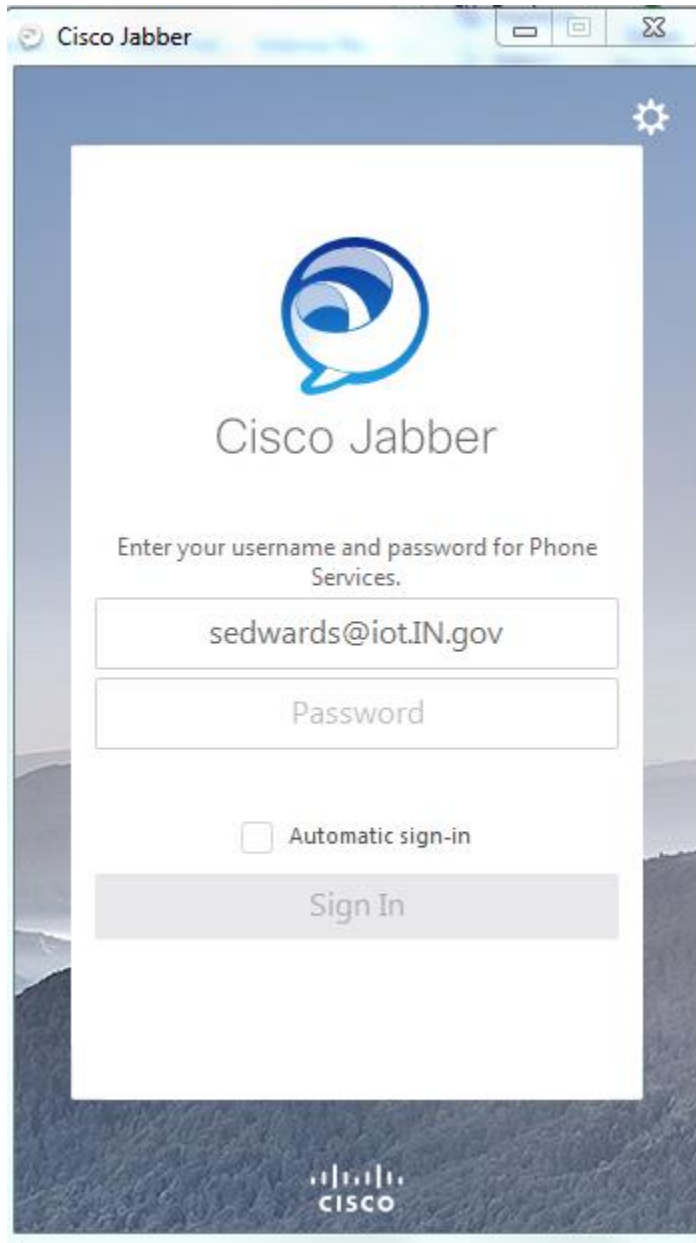 Cisco Jabber
Cisco Jabber
Enter your username and password for Phone
Services.
sedwards@iot.IN.gov
Password
Automatic sign-in
Sign In
CISCO